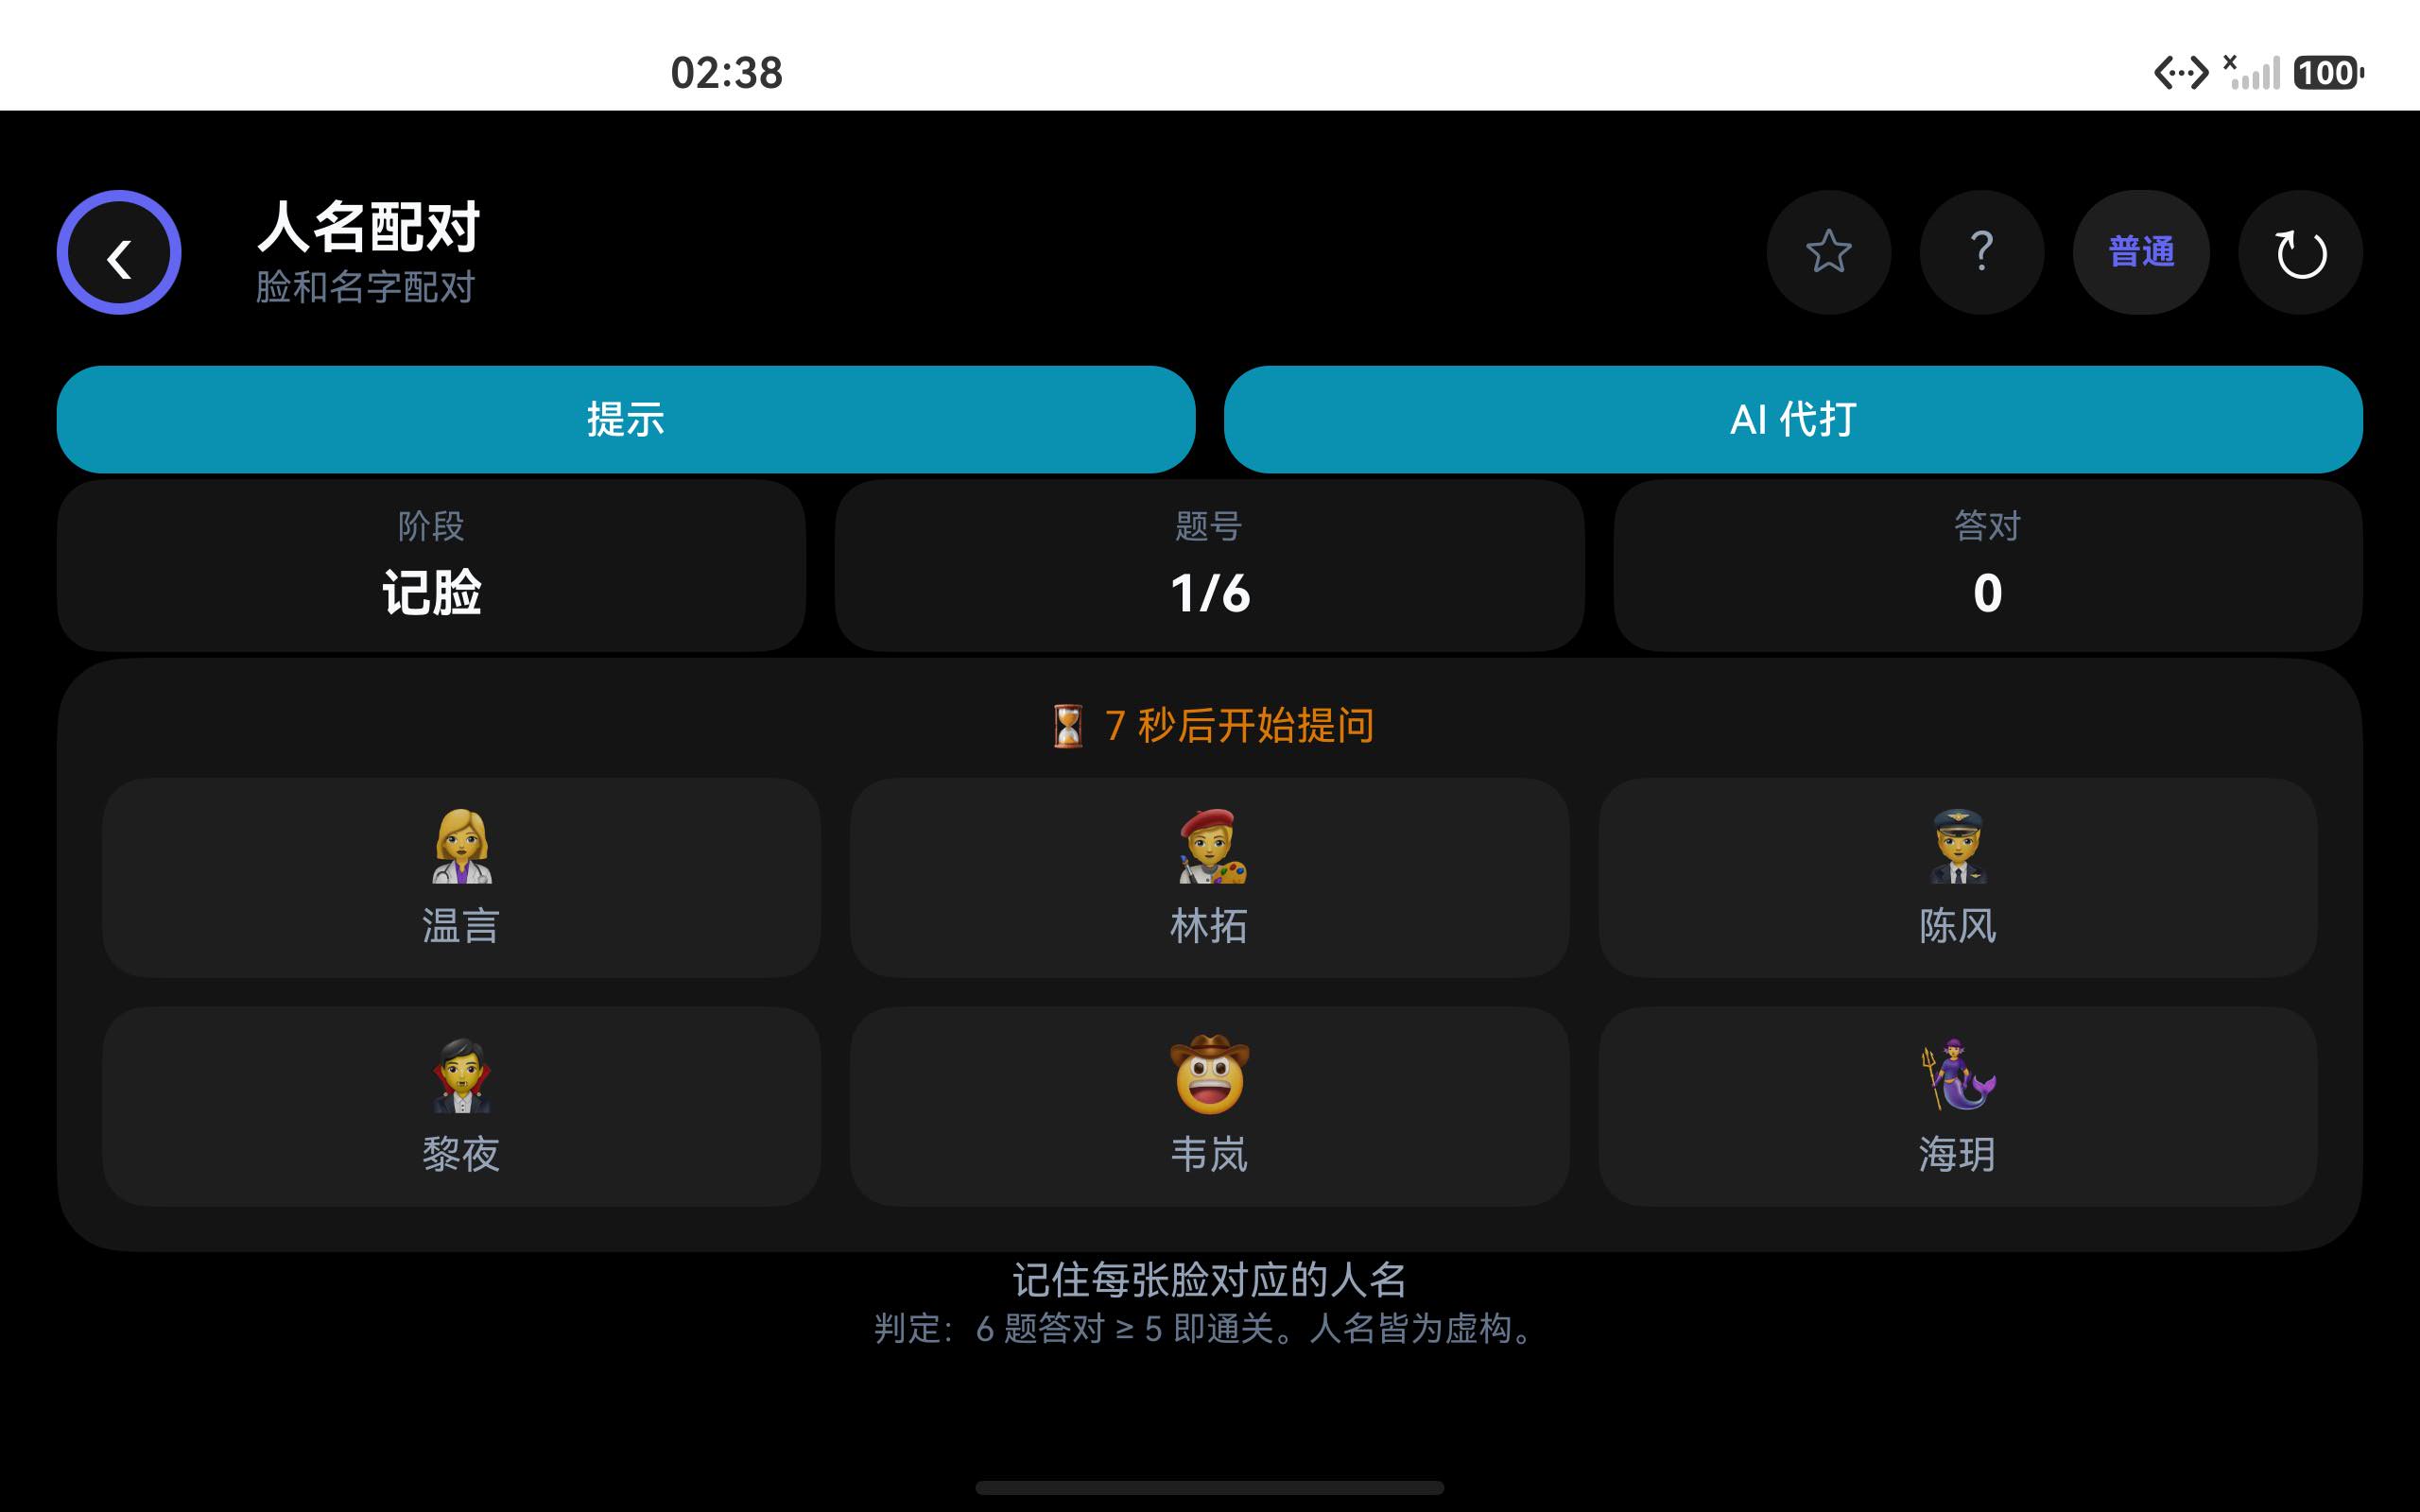 02:38
100
人名配对
脸和名字配对
?
普通
提示
AI 代打
阶段
题号
答对
记脸
1/6
0
⏳ 7 秒后开始提问
温言
林拓
陈风
黎夜
韦岚
海玥
记住每张脸对应的人名
判定：6 题答对 ≥ 5 即通关。人名皆为虚构。